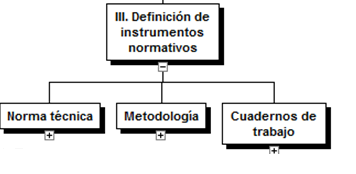 III. Definición de
instrumentos
normativos
Norma técnica
Metodología
Cuadernos de
trabajo